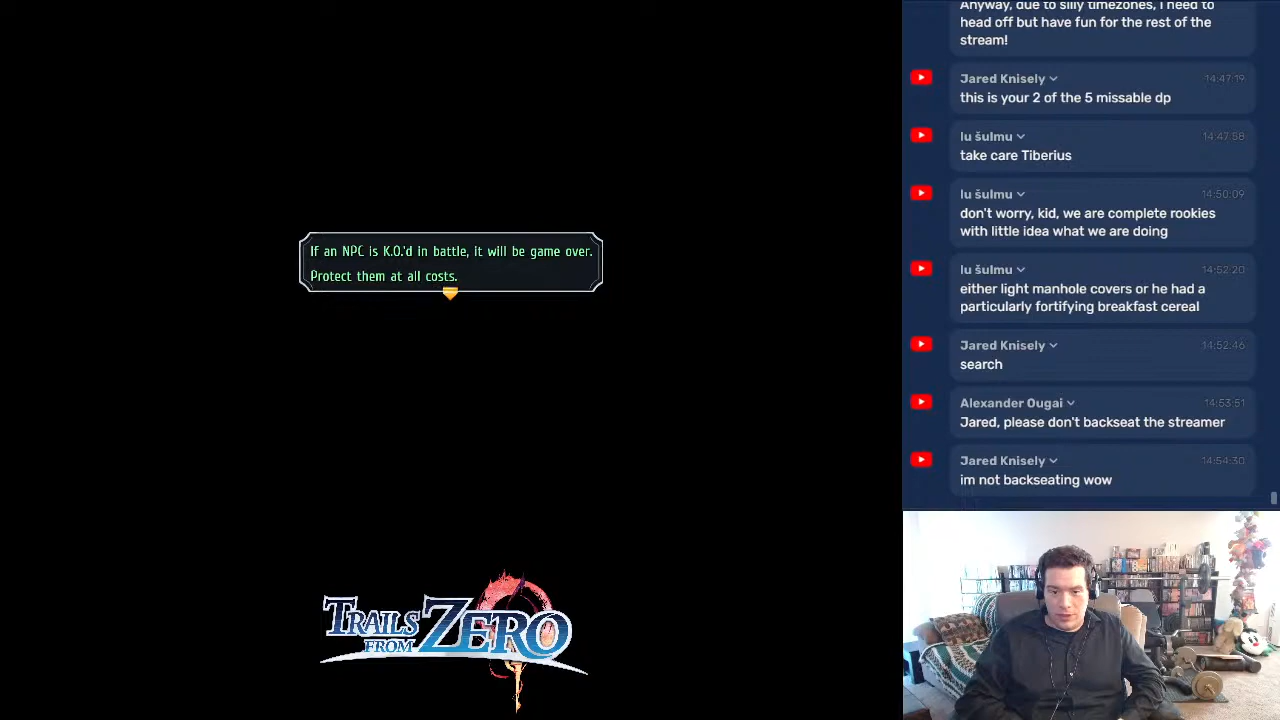 If an NPC is K.O.'d in battle, it will be game over.
Protect them at all costs.
TRAILS
FROM
ZERO
Anyway, due to silly timezones, I need to
head off but have fun for the rest of the
stream!
Jared Knisely
14:47:19
this is your 2 of the 5 missable dp
lu šulmu
14:47:58
take care Tiberius
lu šulmu
14:50:09
don't worry, kid, we are complete rookies
with little idea what we are doing
lu šulmu
14:52:20
either light manhole covers or he had a
particularly fortifying breakfast cereal
Jared Knisely
14:52:46
search
Alexander Ougai
14:53:51
Jared, please don't backseat the streamer
Jared Knisely
14:54:30
im not backseating wow